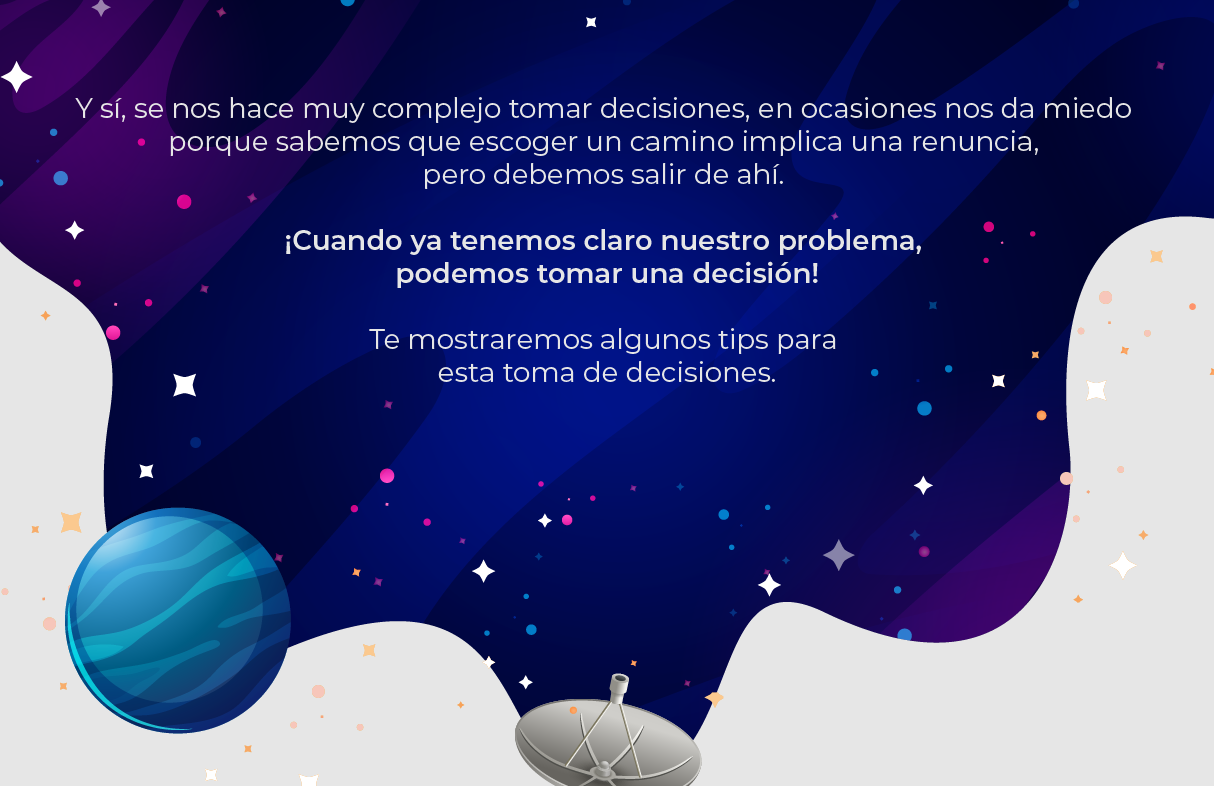 Y sí, se nos hace muy complejo tomar decisiones, en ocasiones nos da miedo
porque sabemos que escoger un camino implica una renuncia,
pero debemos salir de ahí.
¡Cuando ya tenemos claro nuestro problema,
podemos tomar una decisión!
Te mostraremos algunos tips para
esta toma de decisiones.